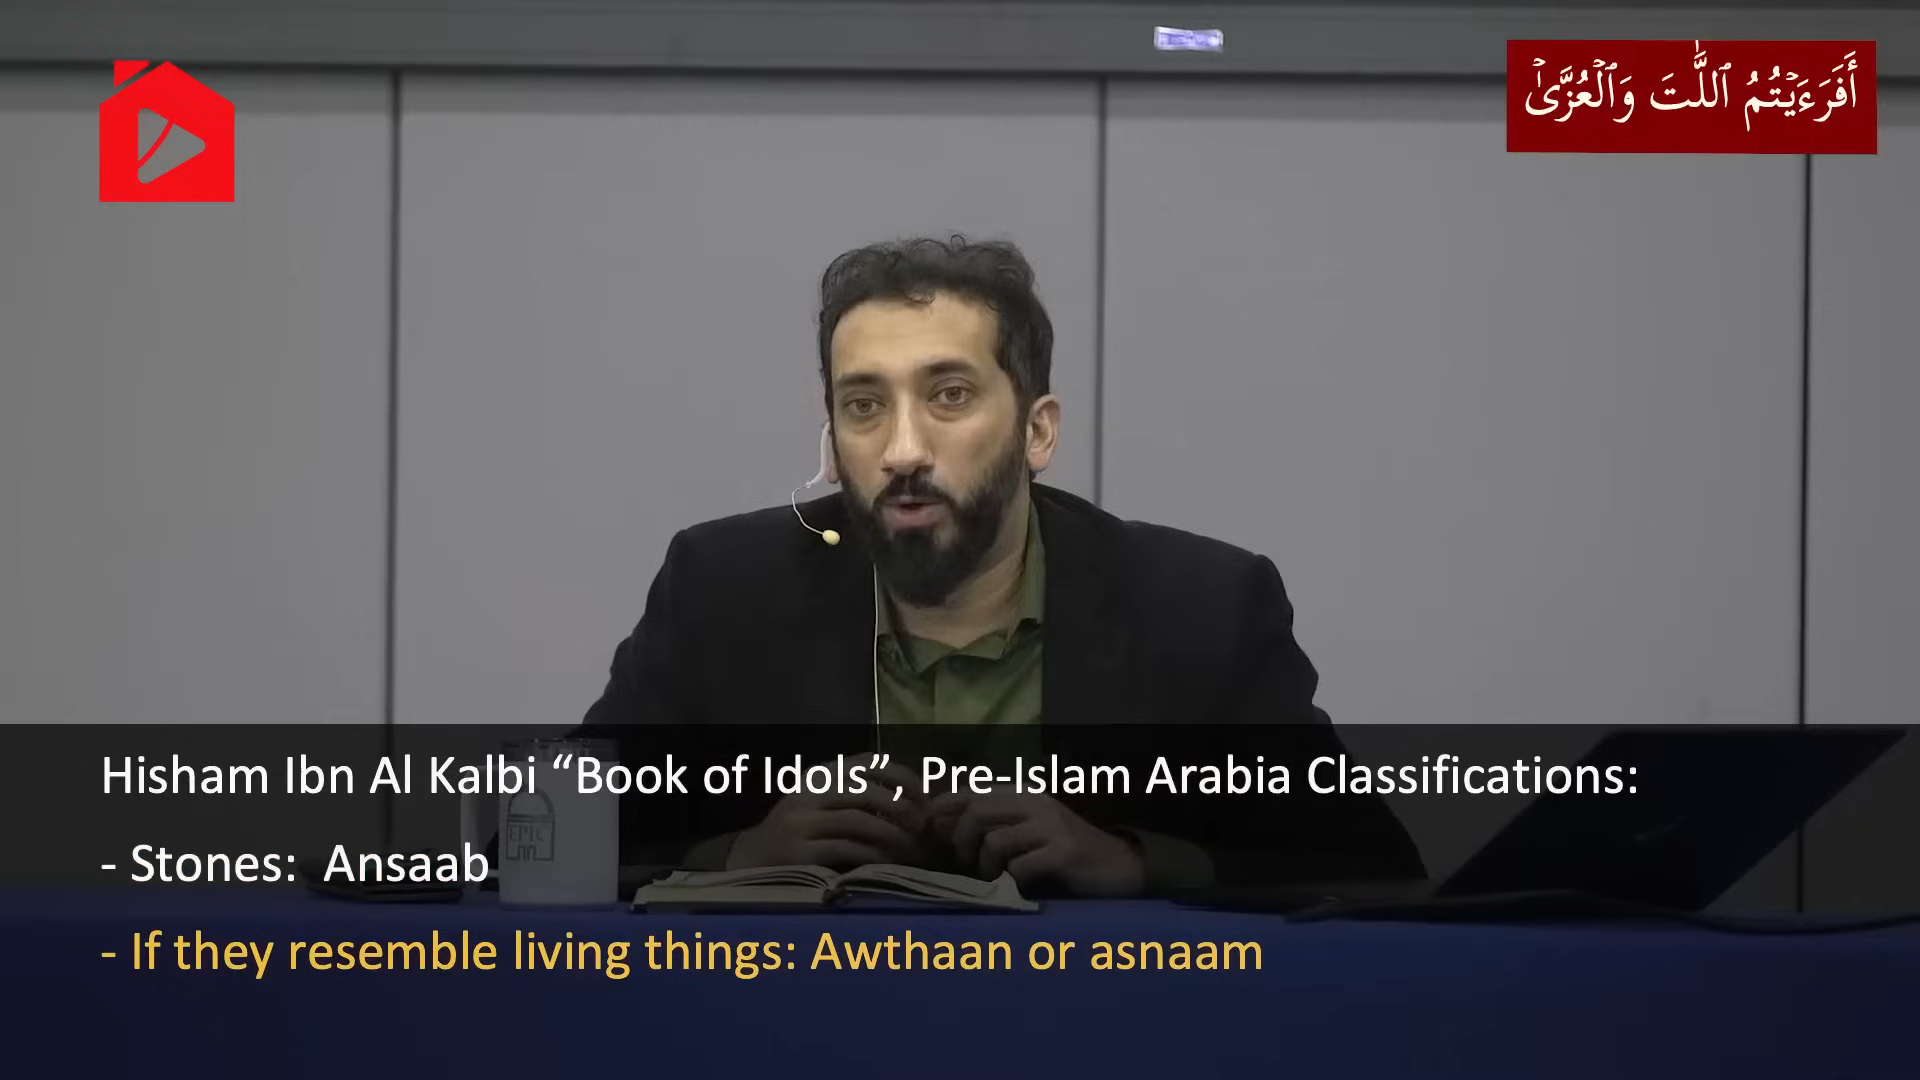 أَفَرَءَيْتُمُ ٱللَّٰتَ وَٱلْعُزَّىٰ
Hisham Ibn Al Kalbi “Book of Idols”, Pre-Islam Arabia Classifications:
- Stones:  Ansaab
EPIC
- If they resemble living things: Awthaan or asnaam